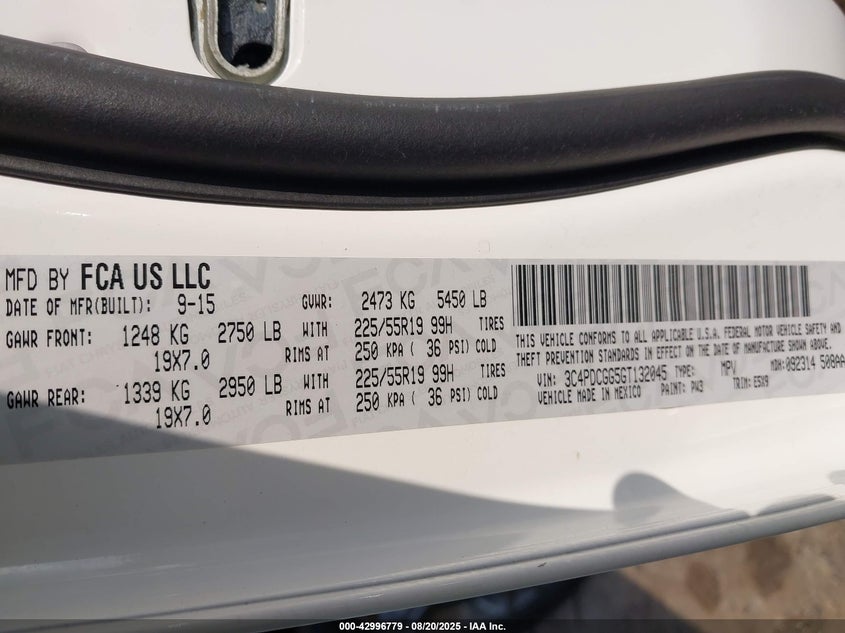 MFD BY FCA US LLC
DATE OF MFR(BUILT): 9-15 GVWR: 2473 KG 5450 LB
GAWR FRONT: 1248 KG 2750 LB WITH 225/55R19 99H TIRES
19X7.0 RIMS AT 250 KPA ( 36 PSI) COLD
GAWR REAR: 1339 KG 2950 LB WITH 225/55R19 99H TIRES
19X7.0 RIMS AT 250 KPA ( 36 PSI) COLD
THIS VEHICLE CONFORMS TO ALL APPLICABLE U.S.A. FEDERAL MOTOR VEHICLE SAFETY AND
THEFT PREVENTION STANDARDS IN EFFECT ON THE DATE OF MANUFACTURE SHOWN ABOVE.
VIN: 3C4PDCGG5GT132045 TYPE: MPV MDH: 092314 508AA
VEHICLE MADE IN MEXICO PAINT: PW3 TRIM: E5X9
000-42996779 - 08/20/2025 - IAA Inc.